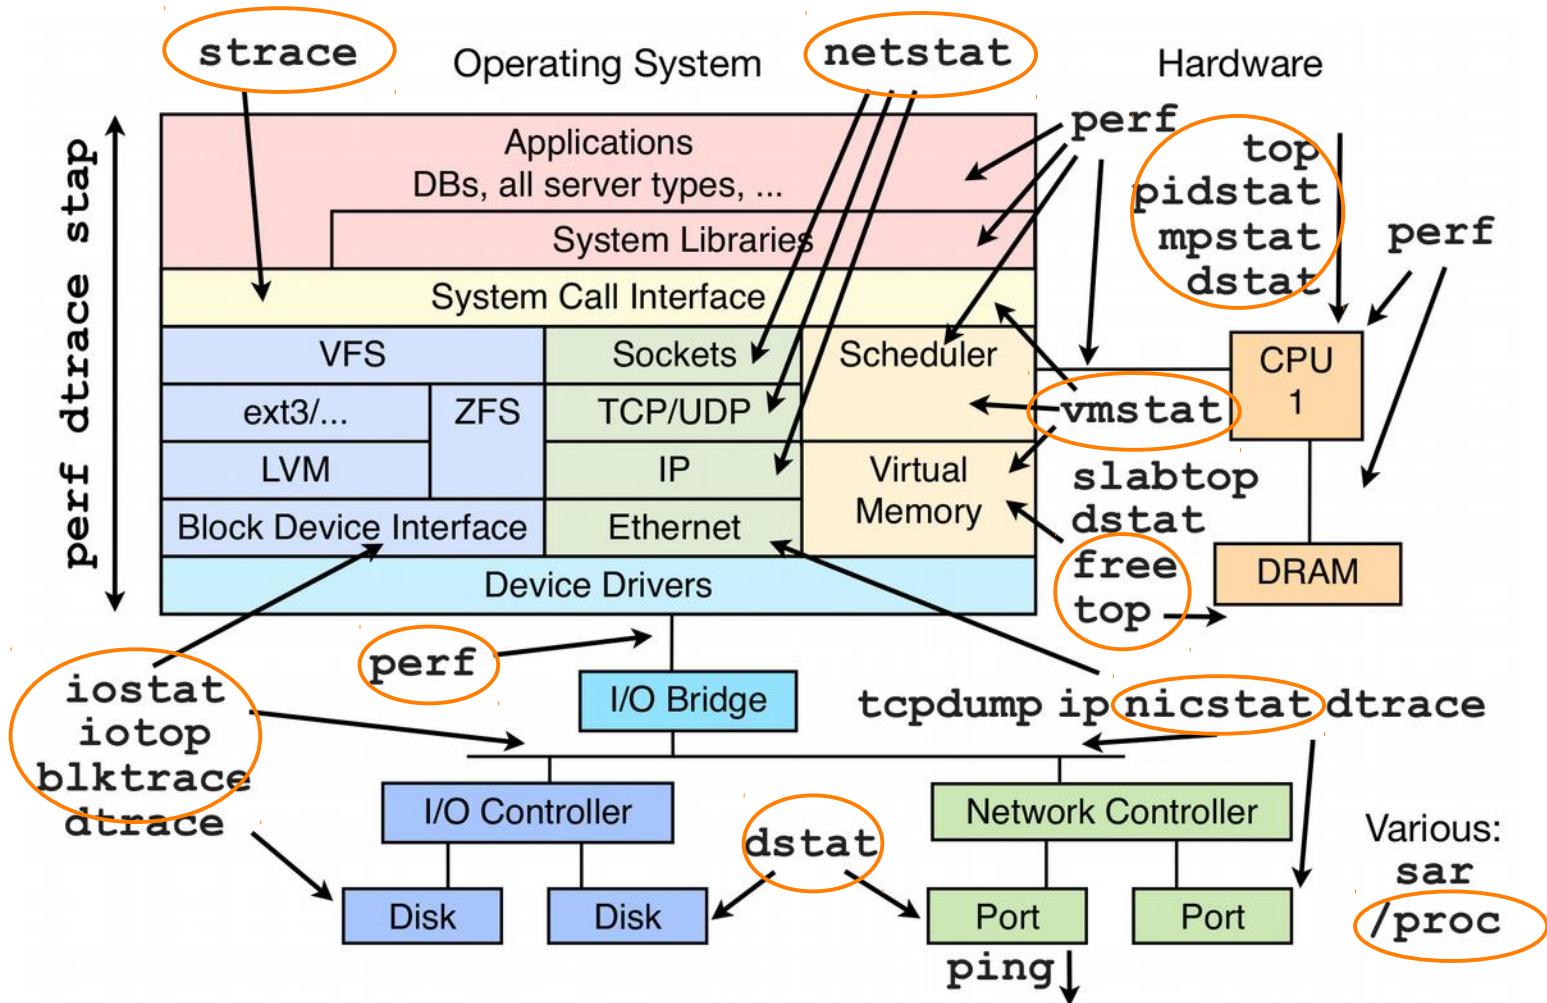 strace
Operating System
netstat
Hardware
perf dtrace stap
Applications
DBs, all server types, ...
System Libraries
System Call Interface
VFS
Sockets
Scheduler
ext3/...
ZFS
TCP/UDP
LVM
IP
Virtual
Memory
Block Device Interface
Ethernet
Device Drivers
perf
top
pidstat
mpstat
dstat
perf
CPU
1
vmstat
slabtop
dstat
free
top
DRAM
iostat
iotop
blktrace
dtrace
perf
I/O Bridge
tcpdump ip nicstat dtrace
I/O Controller
Network Controller
dstat
Disk
Disk
Port
Port
ping
Various:
sar
/proc